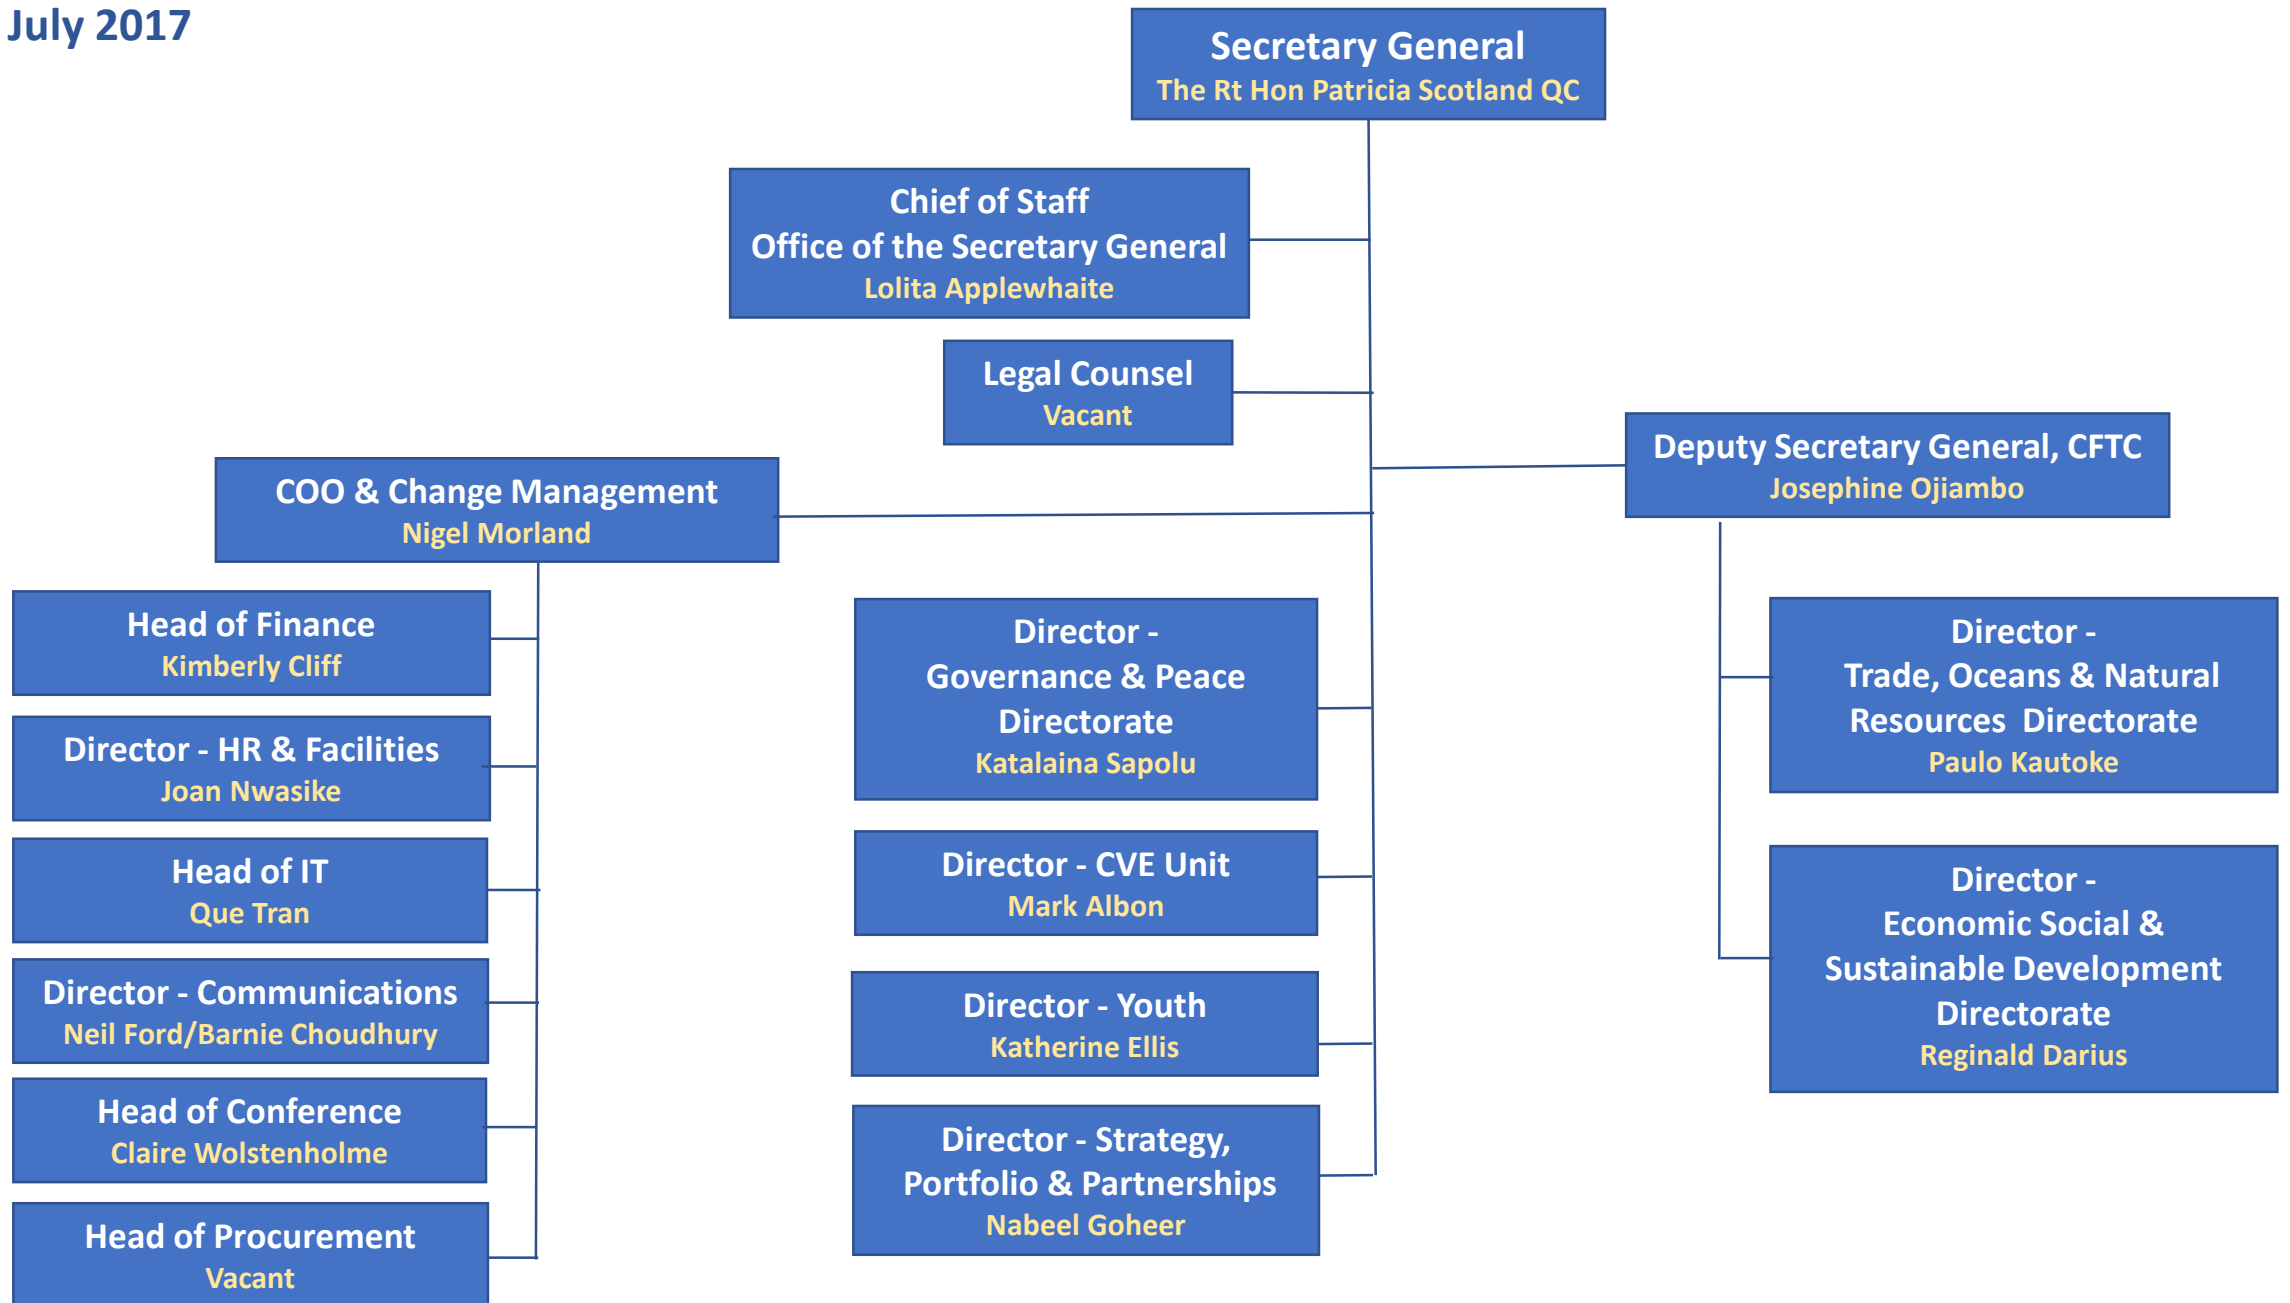 July 2017
Secretary General
The Rt Hon Patricia Scotland QC
Chief of Staff
Office of the Secretary General
Lolita Applewhaite
Legal Counsel
Vacant
Deputy Secretary General, CFTC
Josephine Ojiambo
COO & Change Management
Nigel Morland
Head of Finance
Kimberly Cliff
Director - HR & Facilities
Joan Nwasike
Head of IT
Que Tran
Director - Communications
Neil Ford/Barnie Choudhury
Head of Conference
Claire Wolstenholme
Head of Procurement
Vacant
Director -
Governance & Peace
Directorate
Katalaina Sapolu
Director - CVE Unit
Mark Albon
Director - Youth
Katherine Ellis
Director - Strategy,
Portfolio & Partnerships
Nabeel Goheer
Director -
Trade, Oceans & Natural
Resources  Directorate
Paulo Kautoke
Director -
Economic Social &
Sustainable Development
Directorate
Reginald Darius